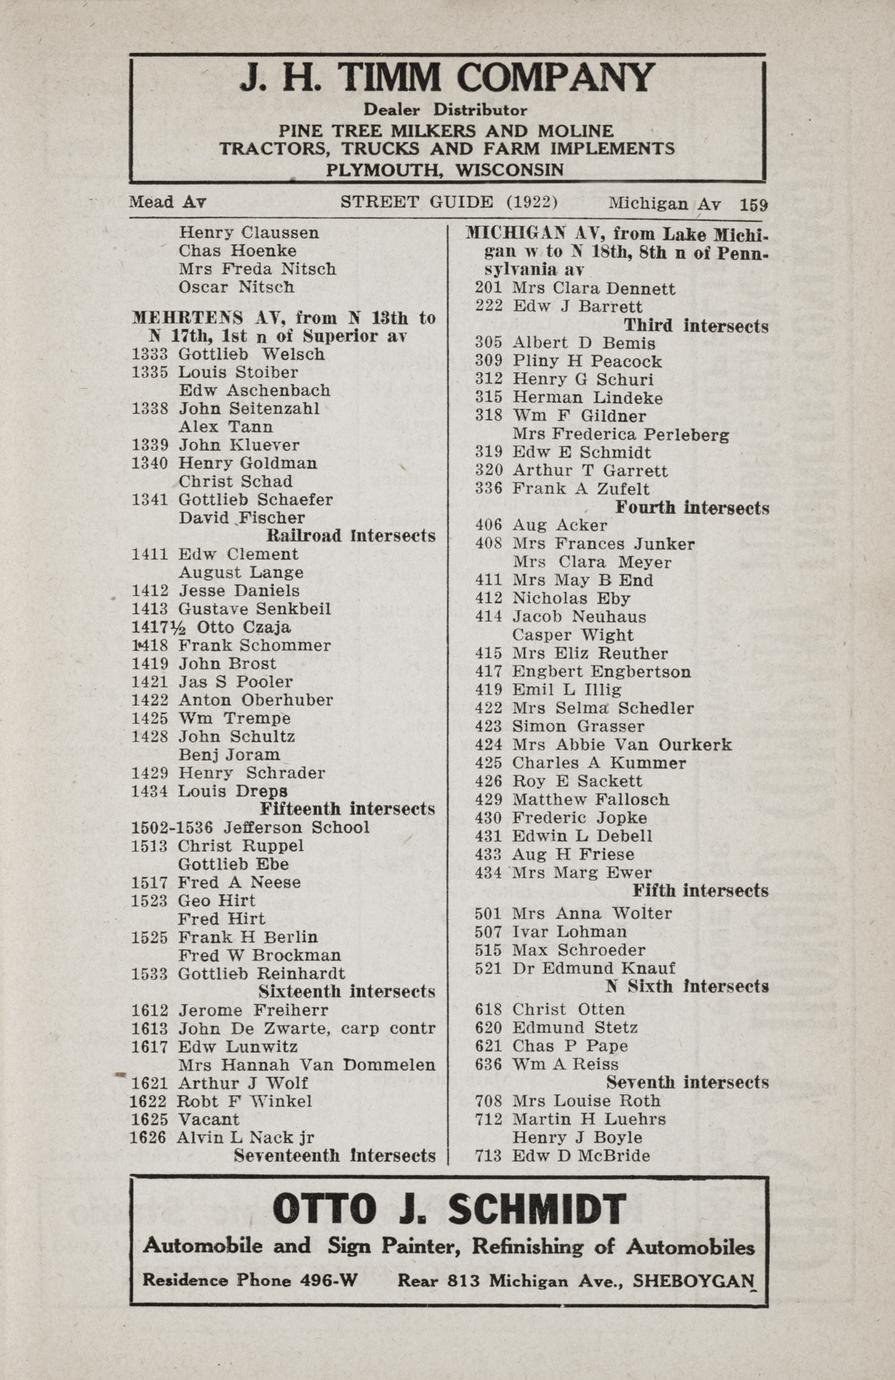 J. H. TIMM COMPANY
Dealer Distributor
PINE TREE MILKERS AND MOLINE
TRACTORS, TRUCKS AND FARM IMPLEMENTS
PLYMOUTH, WISCONSIN
Mead Av STREET GUIDE (1922) Michigan Av 159
Henry Claussen
Chas Hoenke
Mrs Freda Nitsch
Oscar Nitsch
MEHRTENS AV, from N 13th to
N 17th, 1st n of Superior av
1333 Gottlieb Welsch
1335 Louis Stoiber
Edw Aschenbach
1338 John Seitenzahl
Alex Tann
1339 John Kluever
1340 Henry Goldman
Christ Schad
1341 Gottlieb Schaefer
David Fischer
Railroad Intersects
1411 Edw Clement
August Lange
1412 Jesse Daniels
1413 Gustave Senkbeil
1417½ Otto Czaja
1418 Frank Schommer
1419 John Brost
1421 Jas S Pooler
1422 Anton Oberhuber
1425 Wm Trempe
1428 John Schultz
Benj Joram
1429 Henry Schrader
1434 Louis Dreps
Fifteenth intersects
1502-1536 Jefferson School
1513 Christ Ruppel
Gottlieb Ebe
1517 Fred A Neese
1523 Geo Hirt
Fred Hirt
1525 Frank H Berlin
Fred W Brockman
1533 Gottlieb Reinhardt
Sixteenth intersects
1612 Jerome Freiherr
1613 John De Zwarte, carp contr
1617 Edw Lunwitz
Mrs Hannah Van Dommelen
1621 Arthur J Wolf
1622 Robt F Winkel
1625 Vacant
1626 Alvin L Nack jr
Seventeenth intersects
MICHIGAN AV, from Lake Michi-
gan w to N 18th, 8th n of Penn-
sylvania av
201 Mrs Clara Dennett
222 Edw J Barrett
Third intersects
305 Albert D Bemis
309 Pliny H Peacock
312 Henry G Schuri
315 Herman Lindeke
318 Wm F Gildner
Mrs Frederica Perleberg
319 Edw E Schmidt
320 Arthur T Garrett
336 Frank A Zufelt
Fourth intersects
406 Aug Acker
408 Mrs Frances Junker
Mrs Clara Meyer
411 Mrs May B End
412 Nicholas Eby
414 Jacob Neuhaus
Casper Wight
415 Mrs Eliz Reuther
417 Engbert Engbertson
419 Emil L Illig
422 Mrs Selma Schedler
423 Simon Grasser
424 Mrs Abbie Van Ourkerk
425 Charles A Kummer
426 Roy E Sackett
429 Matthew Fallosch
430 Frederic Jopke
431 Edwin L Debell
433 Aug H Friese
434 Mrs Marg Ewer
Fifth intersects
501 Mrs Anna Wolter
507 Ivar Lohman
515 Max Schroeder
521 Dr Edmund Knauf
N Sixth Intersects
618 Christ Otten
620 Edmund Stetz
621 Chas P Pape
636 Wm A Reiss
Seventh intersects
708 Mrs Louise Roth
712 Martin H Luehrs
Henry J Boyle
713 Edw D McBride
OTTO J. SCHMIDT
Automobile and Sign Painter, Refinishing of Automobiles
Residence Phone 496-W Rear 813 Michigan Ave., SHEBOYGAN